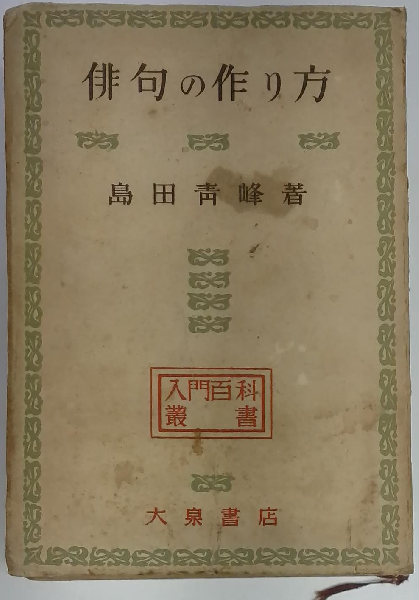 俳句の作り方
島田青峰著
入門百科
叢書
大泉書店